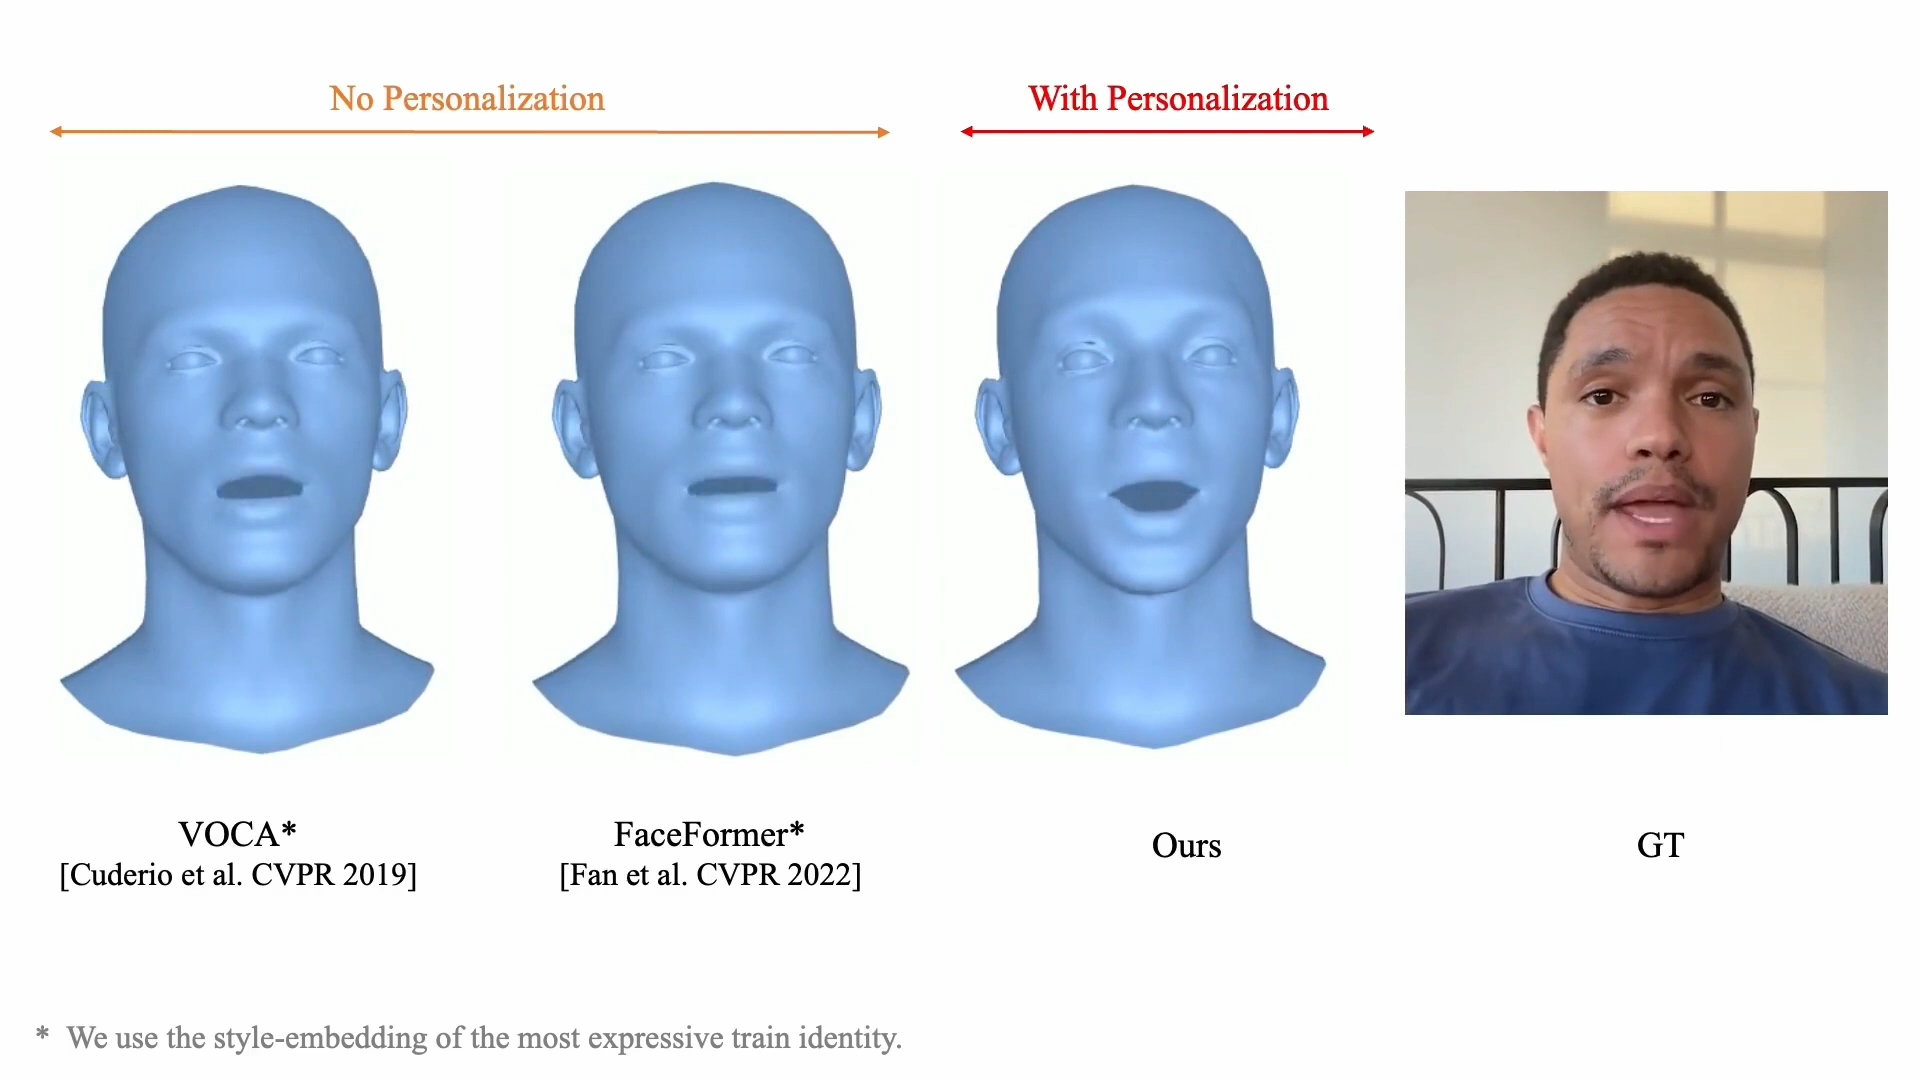 No Personalization
With Personalization
VOCA*
[Cuderio et al. CVPR 2019]
FaceFormer*
[Fan et al. CVPR 2022]
Ours
GT
* We use the style-embedding of the most expressive train identity.